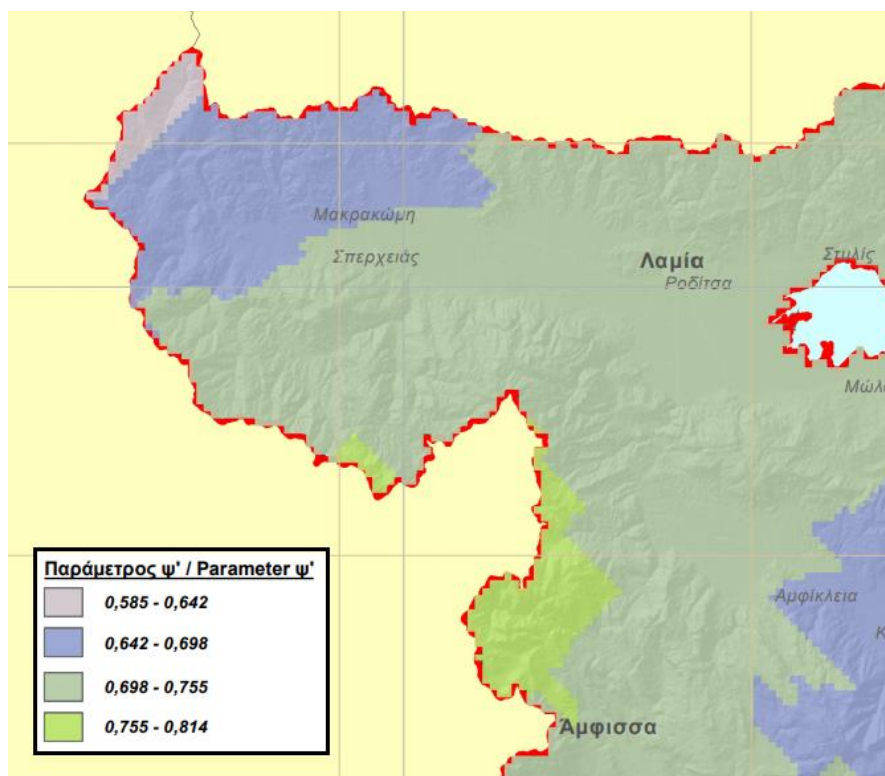 Μακρακώμη
Σπερχειάς
Λαμία
Ροδίτσα
Στυλίς
Μώλο
Αμφίκλεια
Κ
Άμφισσα
Παράμετρος ψ' / Parameter ψ'
0,585 - 0,642
0,642 - 0,698
0,698 - 0,755
0,755 - 0,814